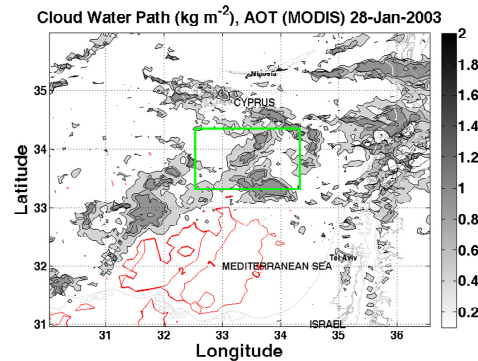 Cloud Water Path (kg m-2), AOT (MODIS) 28-Jan-2003
2
1.8
1.6
1.4
1.2
1
0.8
0.6
0.4
0.2
35
34
33
32
31
Latitude
Nicosia
CYPRUS
MEDITERRANEAN SEA
Tel Aviv
ISRAEL
30 31 32 33 34 35 36
Longitude